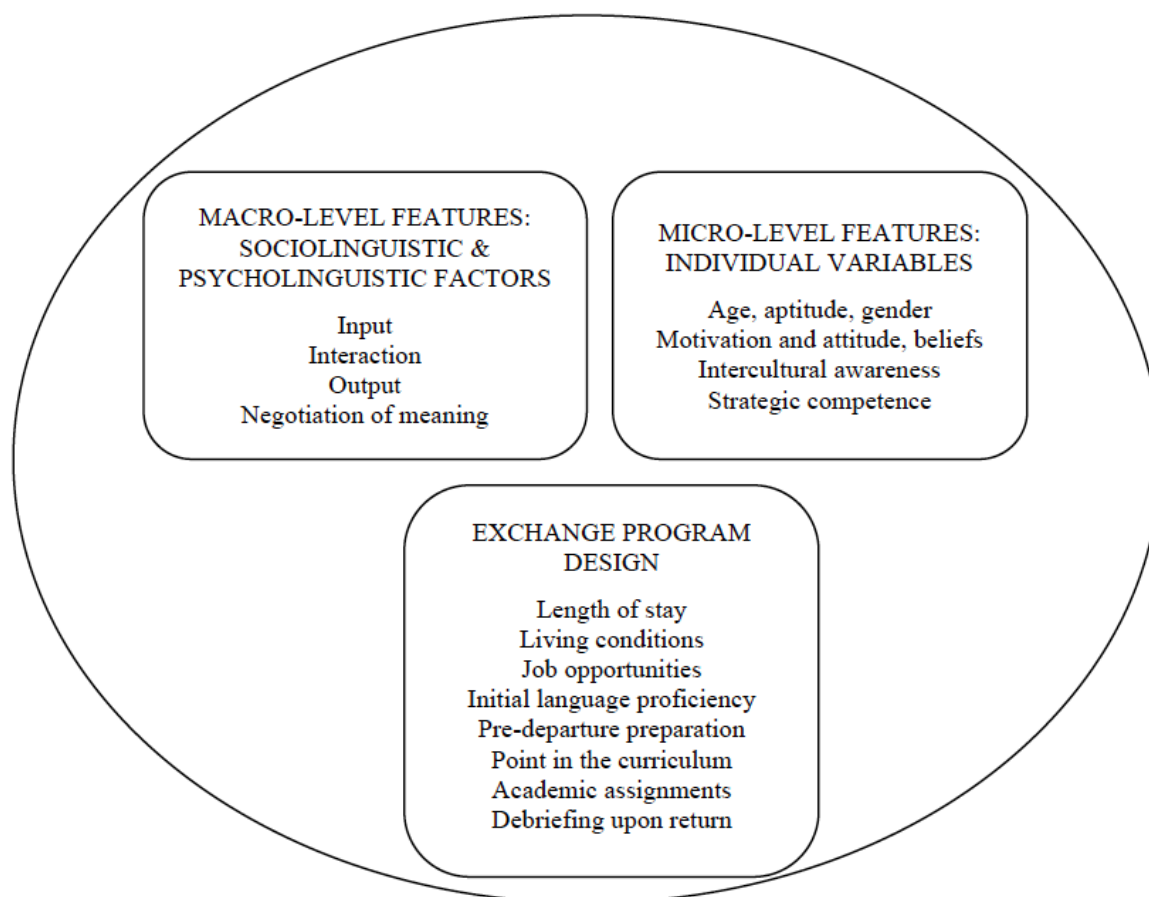 MACRO-LEVEL FEATURES:
SOCIOLINGUISTIC &
PSYCHOLINGUISTIC FACTORS
Input
Interaction
Output
Negotiation of meaning
MICRO-LEVEL FEATURES:
INDIVIDUAL VARIABLES
Age, aptitude, gender
Motivation and attitude, beliefs
Intercultural awareness
Strategic competence
EXCHANGE PROGRAM
DESIGN
Length of stay
Living conditions
Job opportunities
Initial language proficiency
Pre-departure preparation
Point in the curriculum
Academic assignments
Debriefing upon return